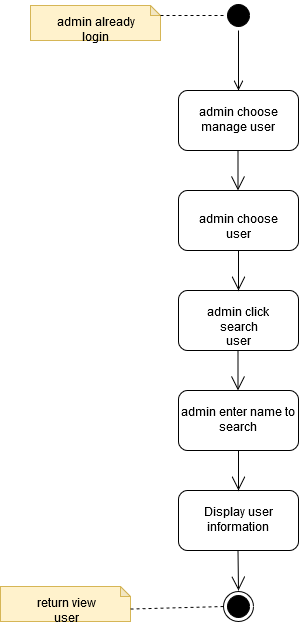 admin already
login
admin choose
manage user
admin choose
user
admin click
search
user
admin enter name to
search
Display user
information
return view
user